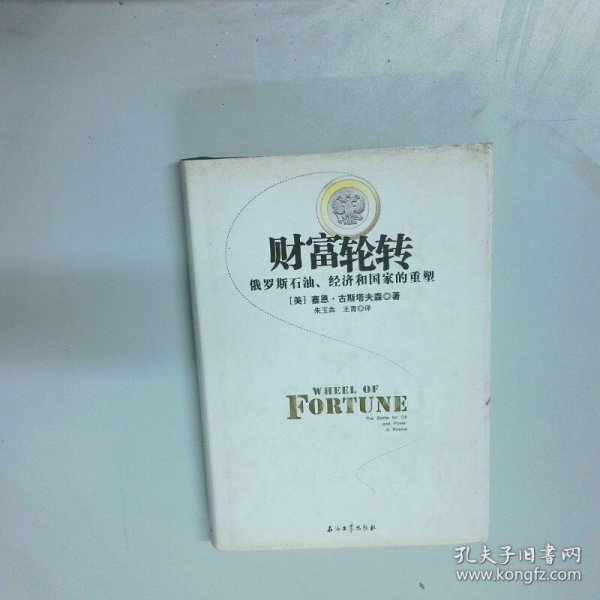 财富轮转
俄罗斯石油、经济和国家的重塑
[美] 塞恩·古斯塔夫森◎著
朱玉犇 王青◎译
WHEEL OF
FORTUNE
The Battle for Oil
and Power
in Russia
石油工业出版社
孔夫子旧书网
www.kongfz.com